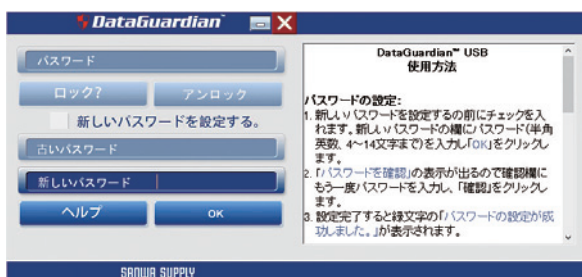 DataGuardian™
パスワード
ロック?
アンロック
新しいパスワードを設定する。
古いパスワード
新しいパスワード
ヘルプ
OK
SANWA SUPPLY
DataGuardian™ USB
使用方法
パスワードの設定:
1. 新しいパスワードを設定するの前にチェックを入
れます。新しいパスワードの欄にパスワード(半角
英数、4～14文字まで)を入力し「OK」をクリックし
ます。
2. 「パスワードを確認」の表示が出るので確認欄に
もう一度パスワードを入力し、「確認」をクリックし
ます。
3. 設定完了すると緑文字の「パスワードの設定が成
功しました。」が表示されます。